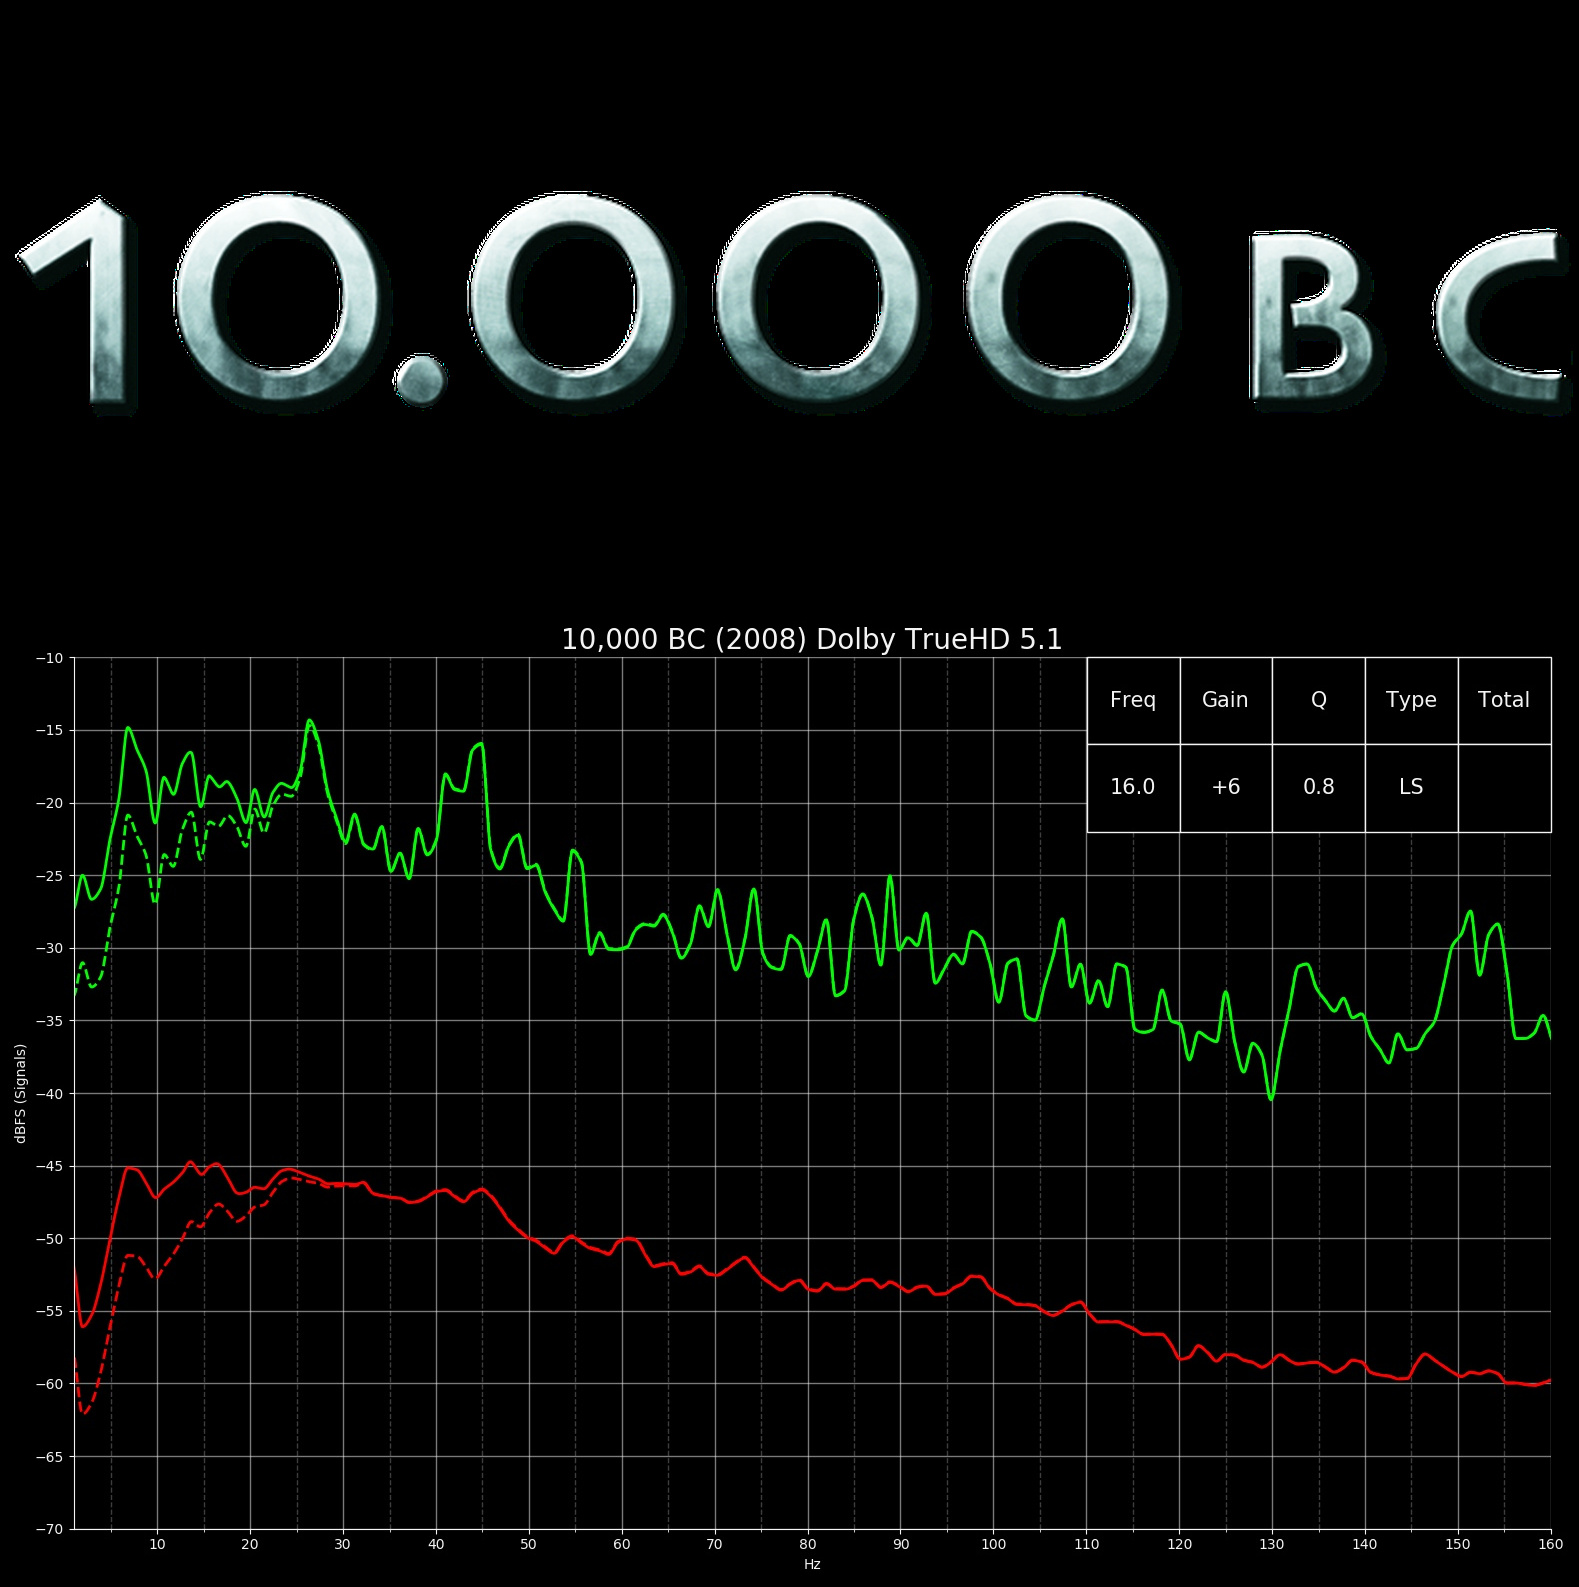 10.000 BC
10,000 BC (2008) Dolby TrueHD 5.1
Freq Gain Q Type Total
16.0 +6 0.8 LS
−10
−15
−20
−25
−30
−35
−40
−45
−50
−55
−60
−65
−70
dBFS (Signals)
10 20 30 40 50 60 70 80 90 100 110 120 130 140 150 160
Hz